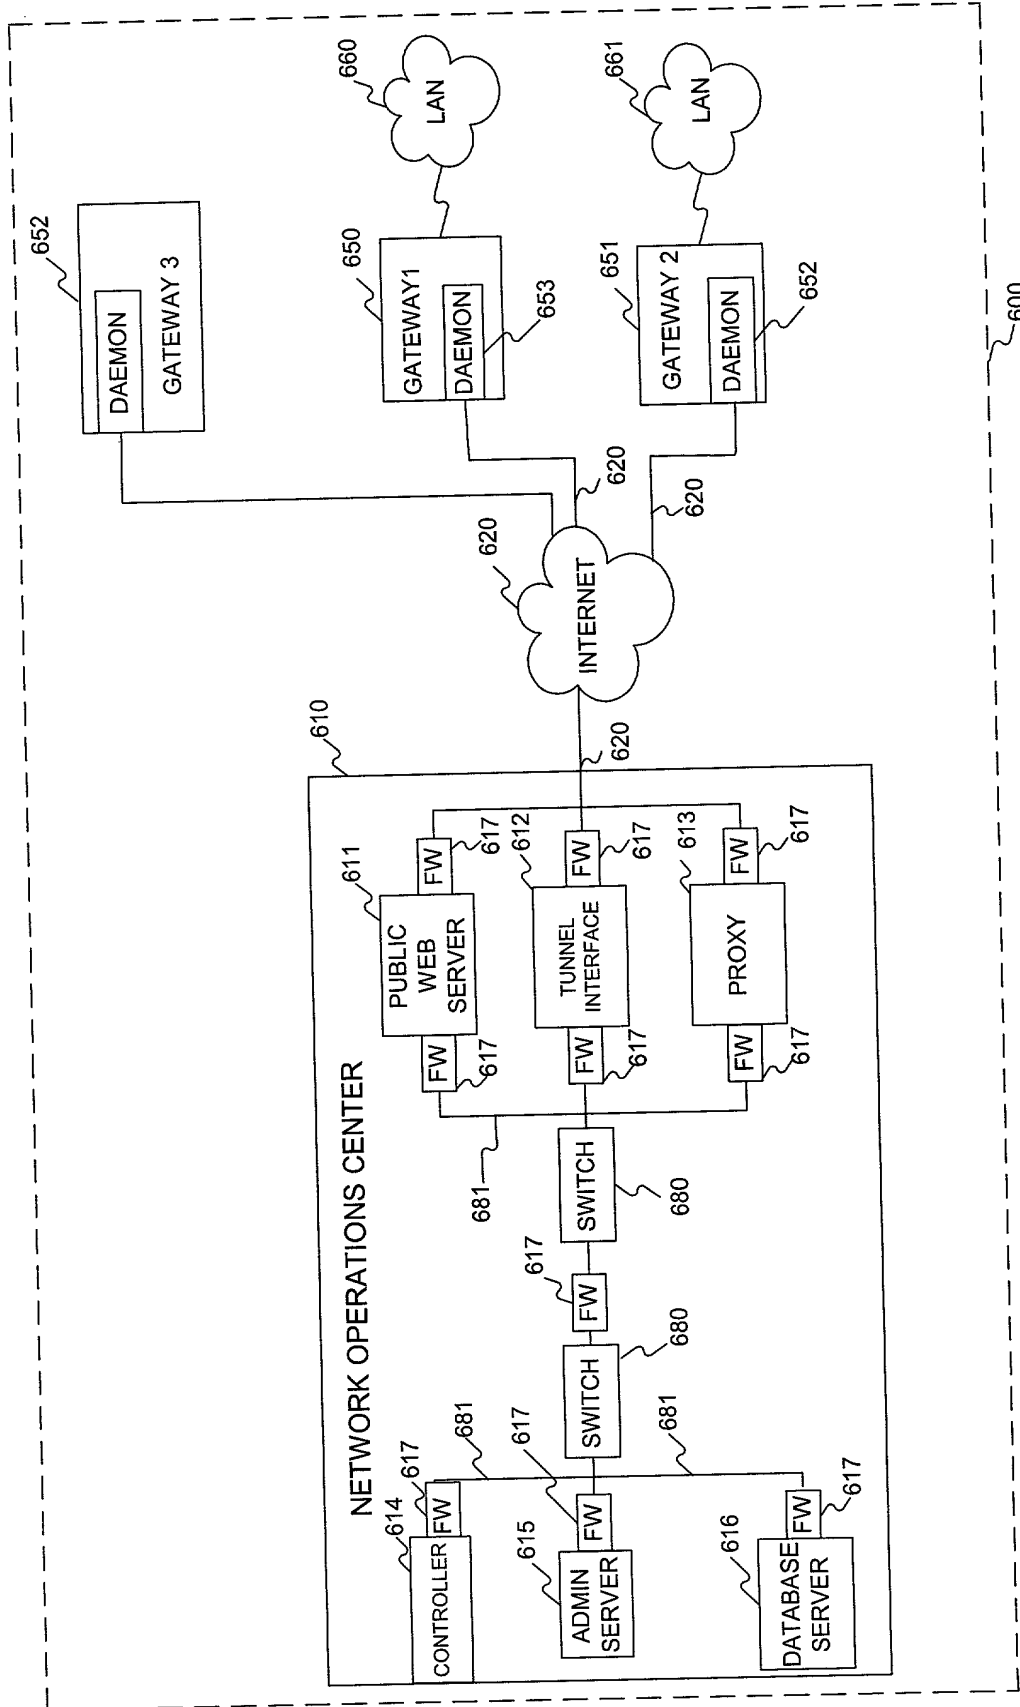 600
652
DAEMON
GATEWAY 3
650
GATEWAY1
DAEMON
653
660
LAN
651
GATEWAY 2
DAEMON
652
661
LAN
620
INTERNET
620
620
620
610
NETWORK OPERATIONS CENTER
611
PUBLIC
WEB
SERVER
FW
617
FW
617
612
TUNNEL
INTERFACE
FW
617
FW
617
613
PROXY
FW
617
FW
617
681
SWITCH
680
617
FW
SWITCH
680
681
681
614
CONTROLLER
617
FW
615
ADMIN
SERVER
617
FW
616
DATABASE
SERVER
FW
617